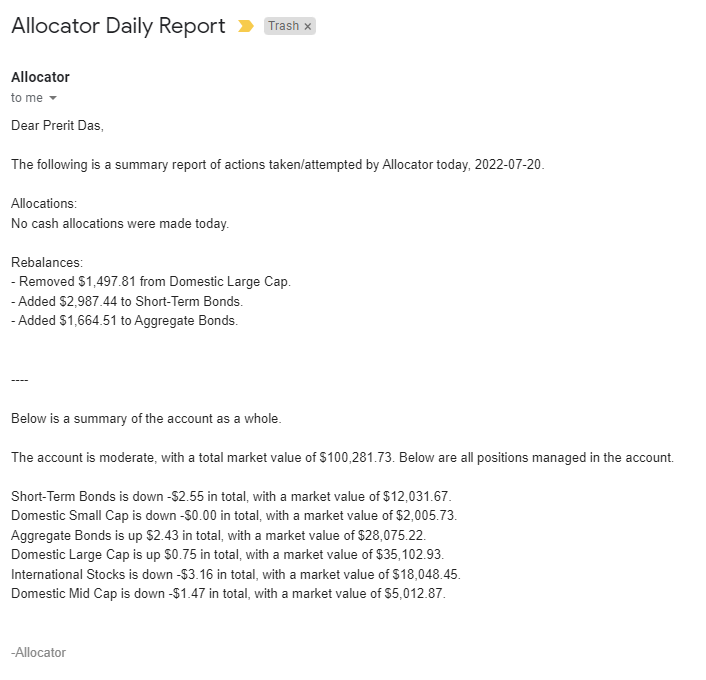 Allocator Daily Report
Trash ×
Allocator
to me
Dear Prerit Das,
The following is a summary report of actions taken/attempted by Allocator today, 2022-07-20.
Allocations:
No cash allocations were made today.
Rebalances:
- Removed $1,497.81 from Domestic Large Cap.
- Added $2,987.44 to Short-Term Bonds.
- Added $1,664.51 to Aggregate Bonds.
----
Below is a summary of the account as a whole.
The account is moderate, with a total market value of $100,281.73. Below are all positions managed in the account.
Short-Term Bonds is down -$2.55 in total, with a market value of $12,031.67.
Domestic Small Cap is down -$0.00 in total, with a market value of $2,005.73.
Aggregate Bonds is up $2.43 in total, with a market value of $28,075.22.
Domestic Large Cap is up $0.75 in total, with a market value of $35,102.93.
International Stocks is down -$3.16 in total, with a market value of $18,048.45.
Domestic Mid Cap is down -$1.47 in total, with a market value of $5,012.87.
-Allocator